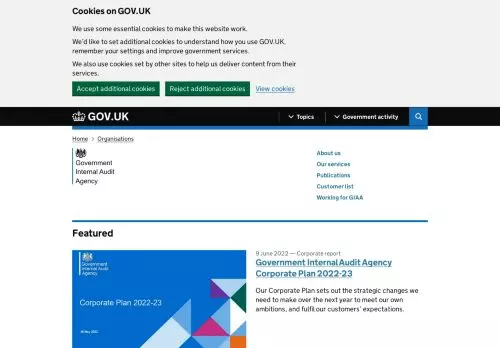 Cookies on GOV.UK
We use some essential cookies to make this website work.
We'd like to set additional cookies to understand how you use GOV.UK,
remember your settings and improve government services.
We also use cookies set by other sites to help us deliver content from their
services.
Accept additional cookies Reject additional cookies View cookies
GOV.UK Topics Government activity
Home Organisations
Government
Internal Audit
Agency
About us
Our services
Publications
Customer list
Working for GIAA
Featured
Government
Internal Audit
Agency
Corporate Plan 2022-23
9 June 2022 — Corporate report
Government Internal Audit Agency
Corporate Plan 2022-23
Our Corporate Plan sets out the strategic changes we
need to make over the next year to meet our own
ambitions, and fulfil our customers' expectations.